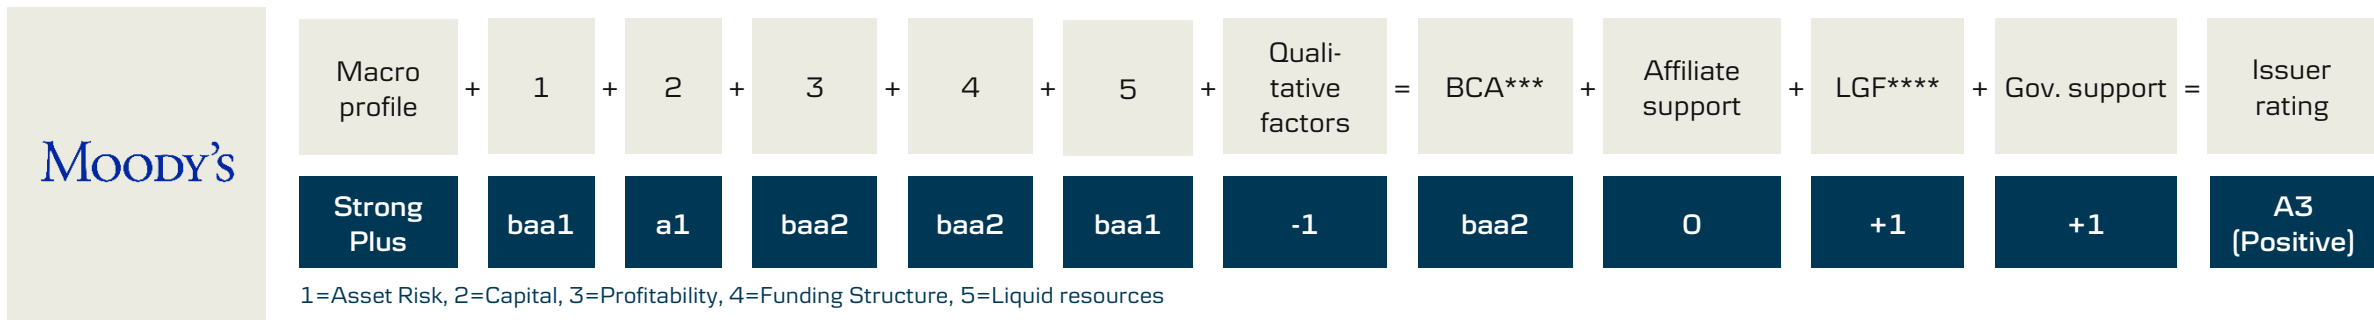 MOODY'S
Macro
profile
+
1
+
2
+
3
+
4
+
5
+
Quali-
tative
factors
=
BCA***
+
Affiliate
support
+
LGF****
+
Gov. support
=
Issuer
rating
Strong
Plus
baa1
a1
baa2
baa2
baa1
-1
baa2
0
+1
+1
A3
(Positive)
1=Asset Risk, 2=Capital, 3=Profitability, 4=Funding Structure, 5=Liquid resources